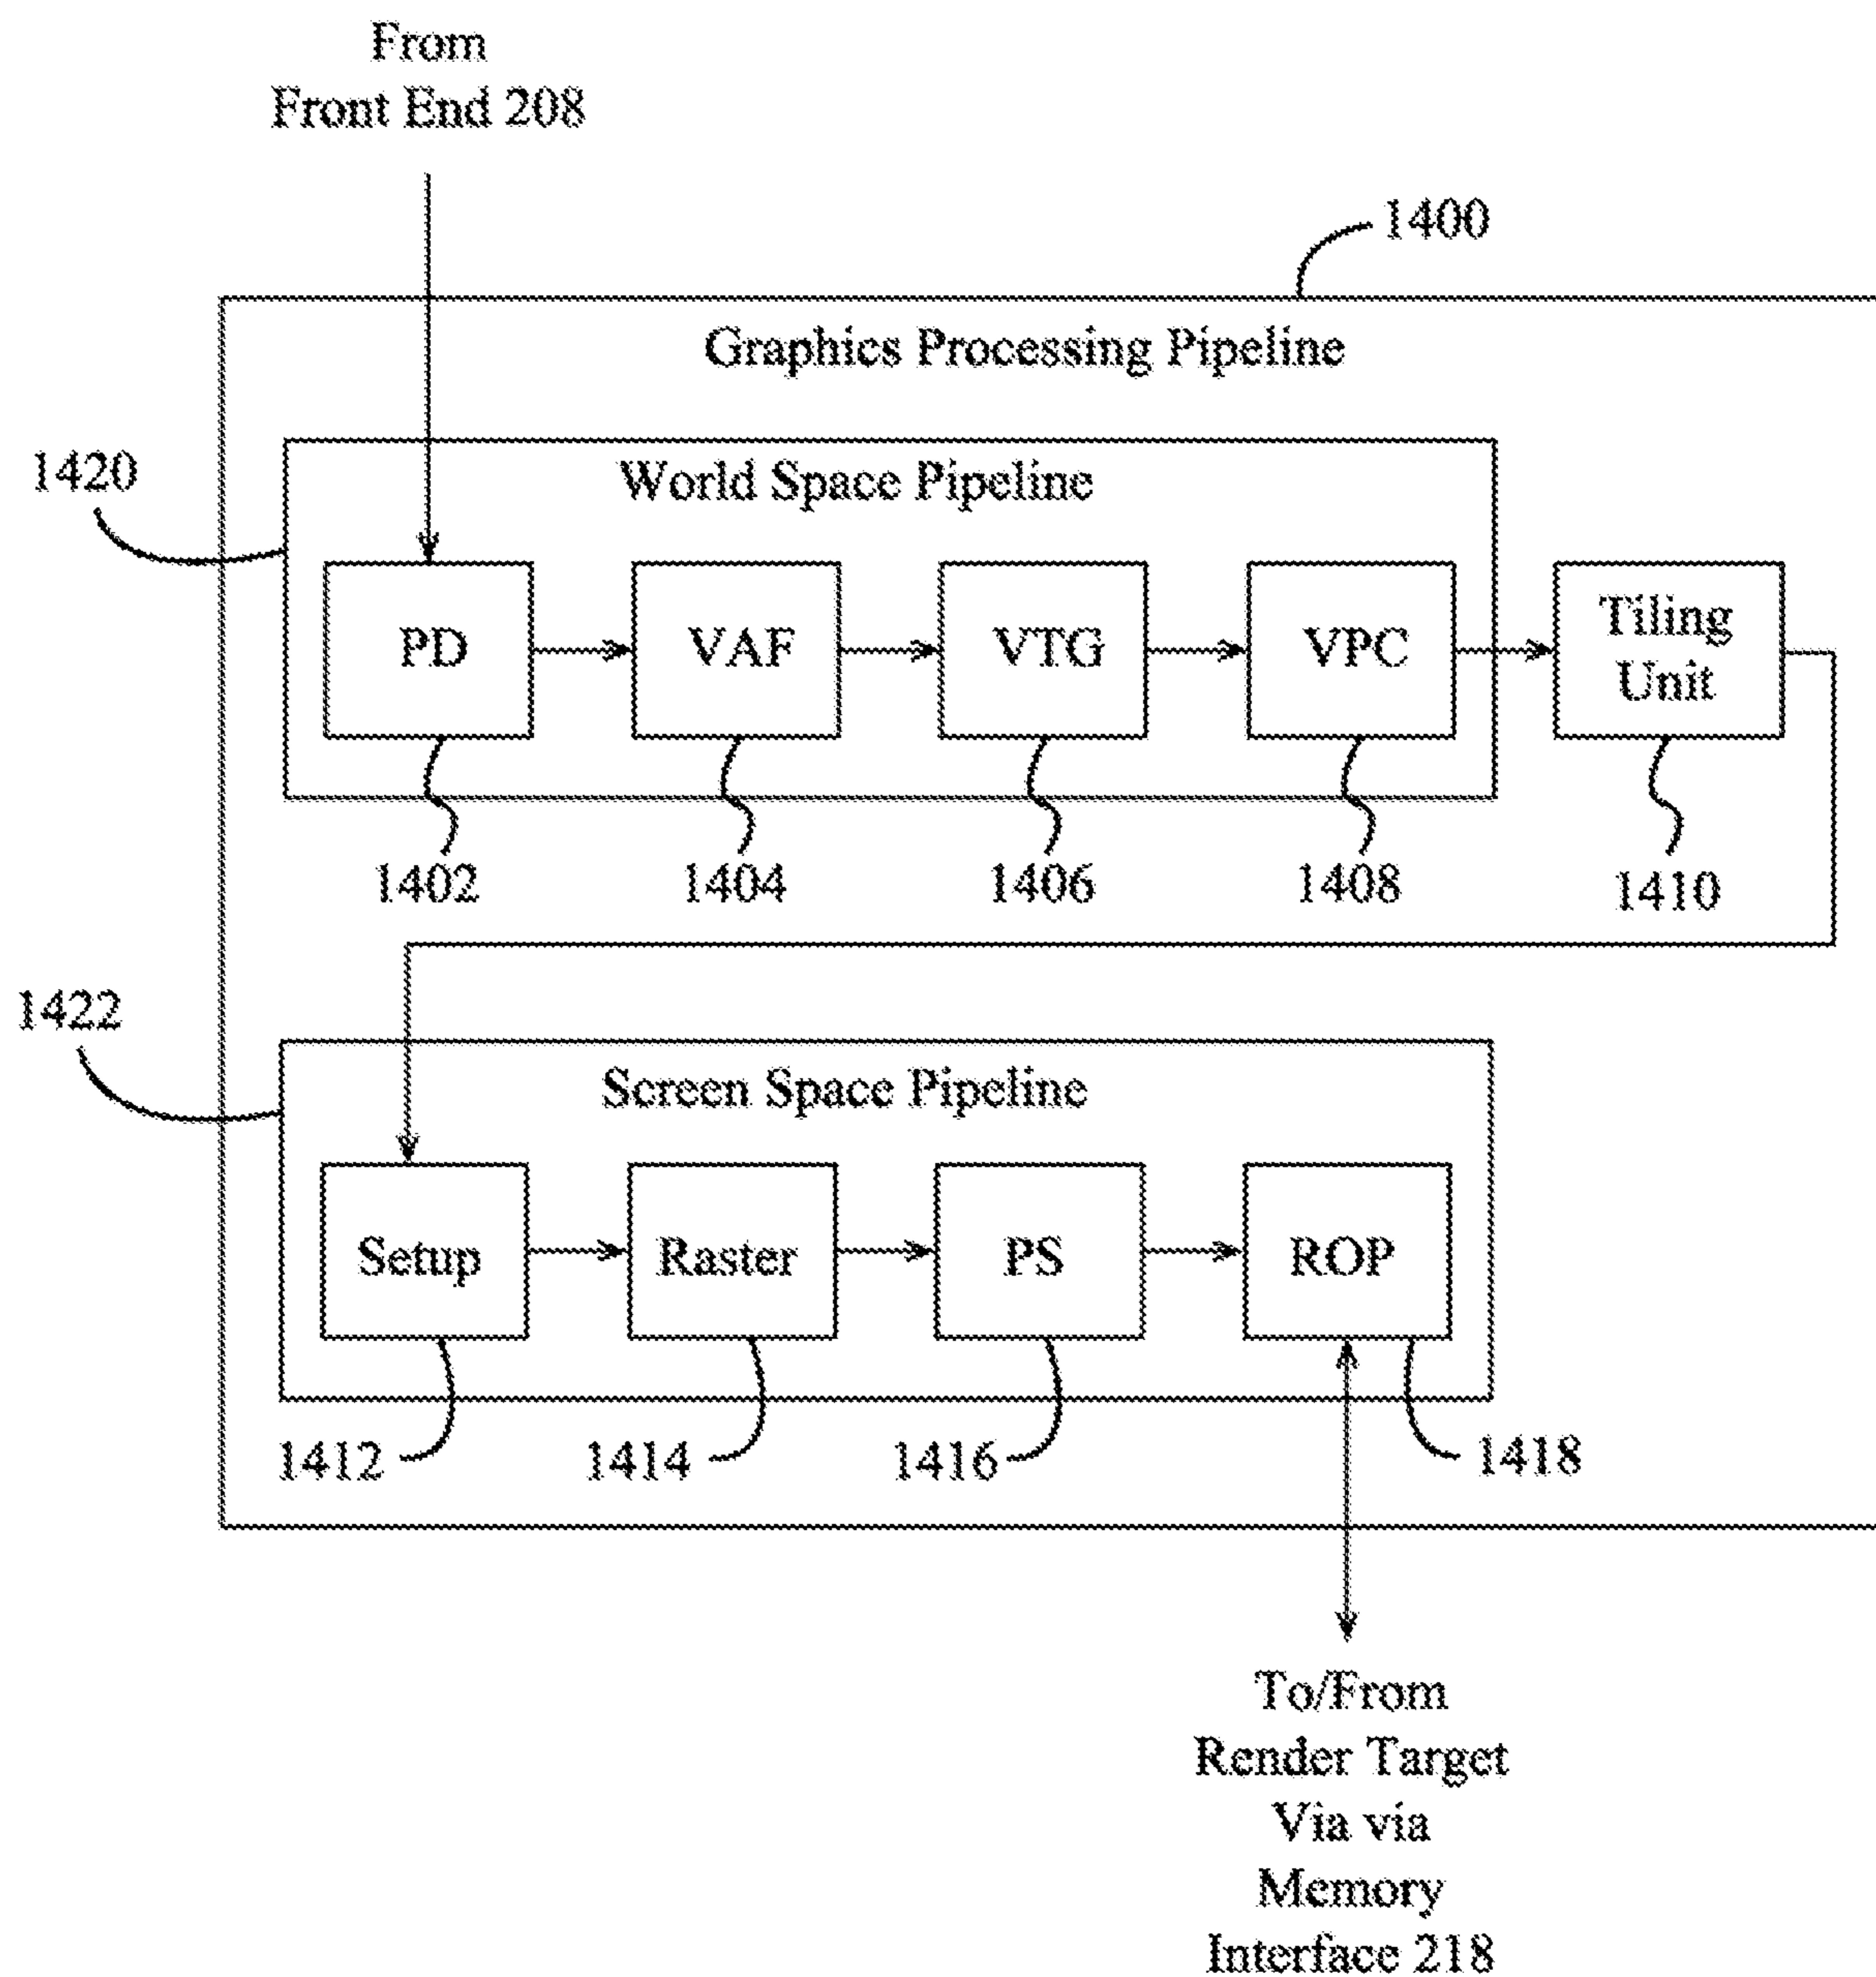 From
Front End 208
1400
Graphics Processing Pipeline
1420
World Space Pipeline
PD
VAF
VTG
VPC
Tiling
Unit
1402
1404
1406
1408
1410
1422
Screen Space Pipeline
Setup
Raster
PS
ROP
1412
1414
1416
1418
To/From
Render Target
Via via
Memory
Interface 218